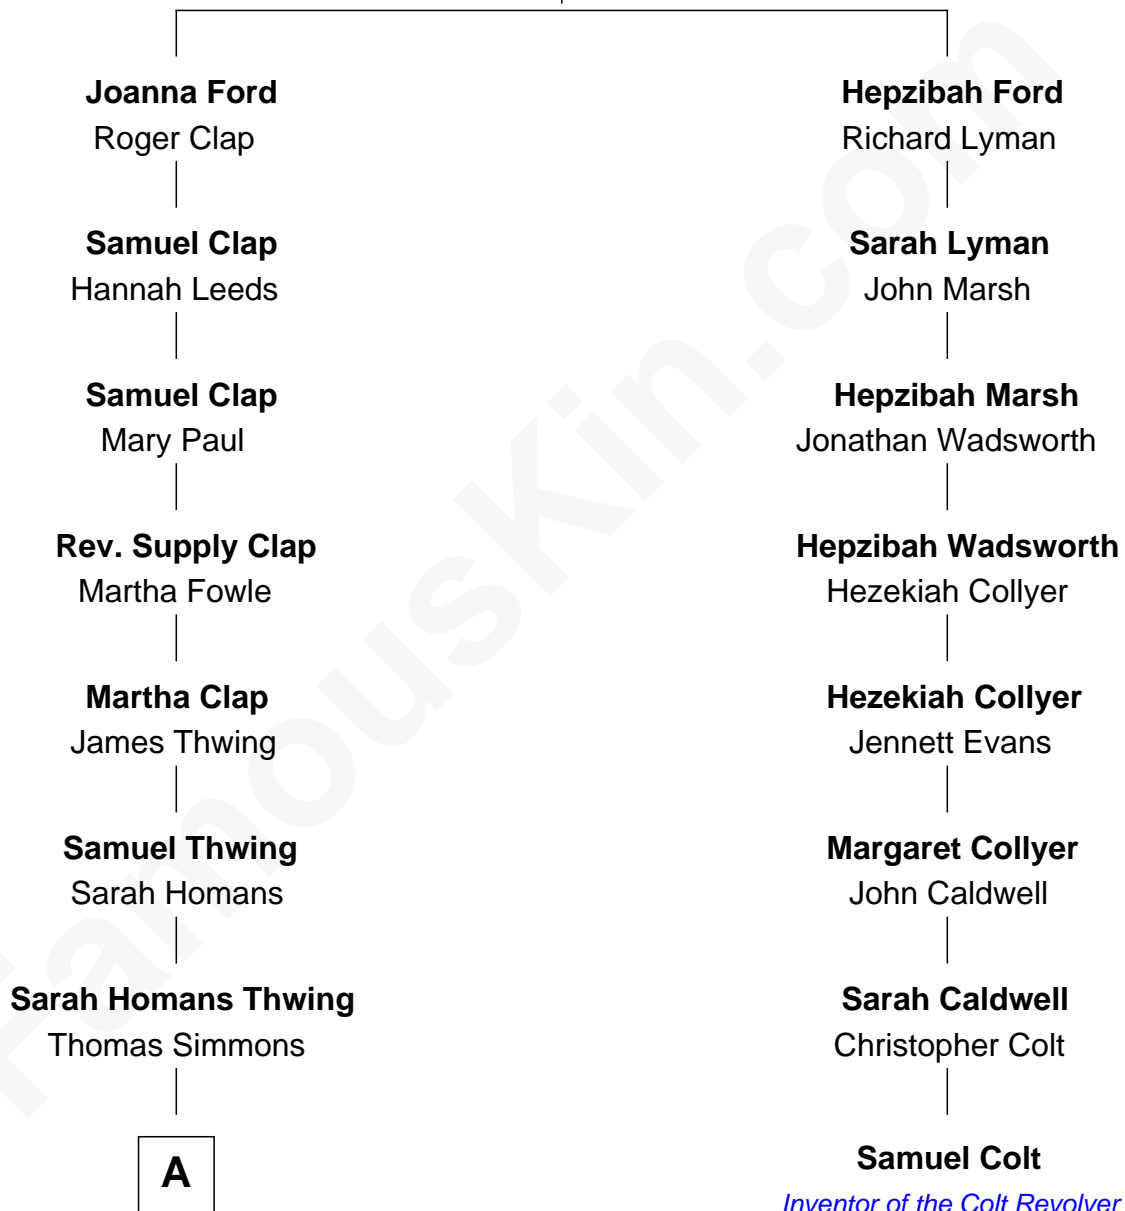 Joanna Ford
Roger Clap
Hepzibah Ford
Richard Lyman
Samuel Clap
Hannah Leeds
Sarah Lyman
John Marsh
Samuel Clap
Mary Paul
Hepzibah Marsh
Jonathan Wadsworth
Rev. Supply Clap
Martha Fowle
Hepzibah Wadsworth
Hezekiah Collyer
Martha Clap
James Thwing
Hezekiah Collyer
Jennett Evans
Samuel Thwing
Sarah Homans
Margaret Collyer
John Caldwell
Sarah Homans Thwing
Thomas Simmons
Sarah Caldwell
Christopher Colt
A
Samuel Colt
Inventor of the Colt Revolver
FamousKin.com